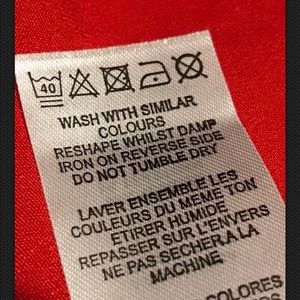 40
WASH WITH SIMILAR
COLOURS
RESHAPE WHILST DAMP
IRON ON REVERSE SIDE
DO NOT TUMBLE DRY
LAVER ENSEMBLE LES
COULEURS DU MEME TON
ETIRER HUMIDE
REPASSER SUR L'ENVERS
NE PAS SECHER A LA
MACHINE
COLORES